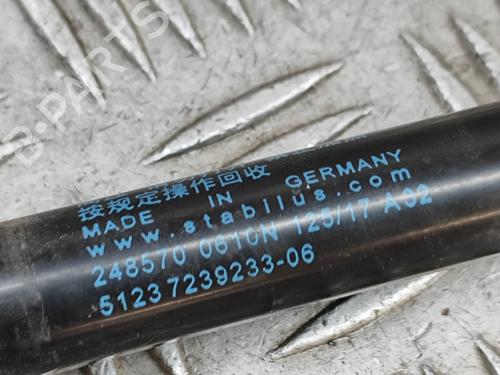 B-PARTS
按规定操作回收
MADE IN GERMANY
www.stabilus.com
248570 0610N 125/17 A32
51237239233-06